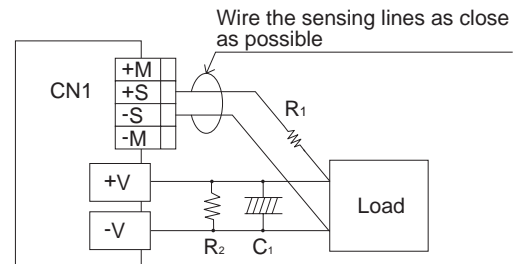 Wire the sensing lines as close
as possible
CN1
+M
+S
-S
-M
R1
+V
-V
R2
C1
Load